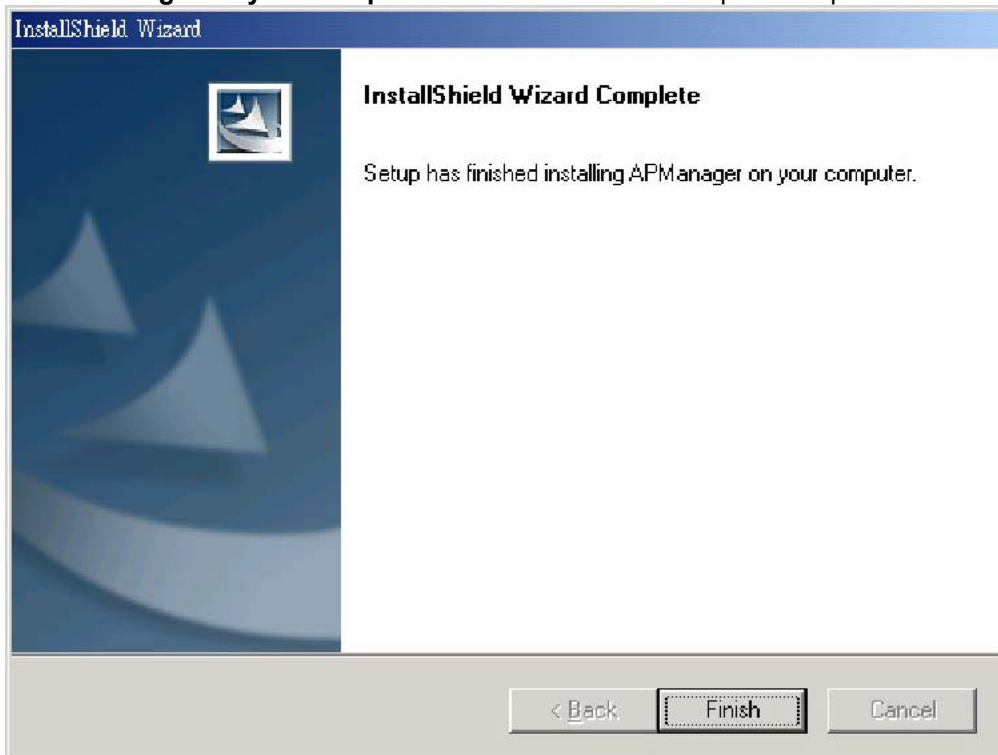 InstallShield Wizard
InstallShield Wizard Complete
Setup has finished installing APManager on your computer.
< Back Finish Cancel